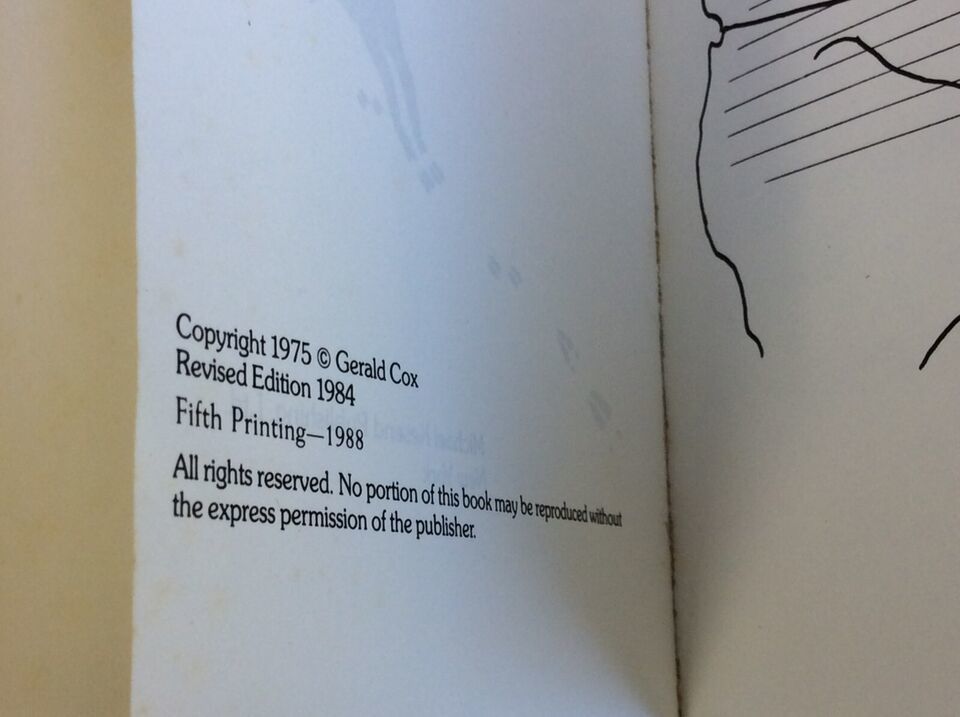 Copyright 1975 © Gerald Cox
Revised Edition 1984
Fifth Printing—1988
All rights reserved. No portion of this book may be reproduced without
the express permission of the publisher.